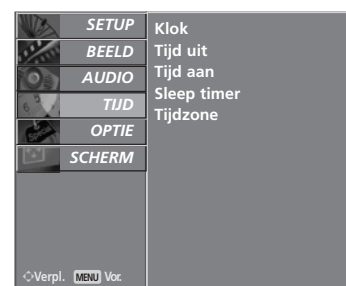 SETUP
BEELD
AUDIO
TIJD
OPTIE
SCHERM
Klok
Tijd uit
Tijd aan
Sleep timer
Tijdzone
Verpl. MENU Vor.